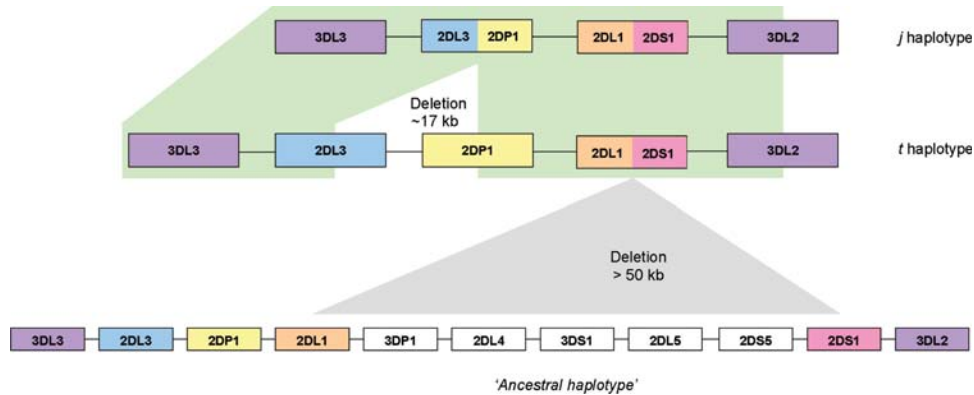 3DL3 2DL3 2DP1 2DL1 2DS1 3DL2 j haplotype
Deletion
~17 kb
3DL3 2DL3 2DP1 2DL1 2DS1 3DL2 t haplotype
Deletion
> 50 kb
3DL3 2DL3 2DP1 2DL1 3DP1 2DL4 3DS1 2DL5 2DS5 2DS1 3DL2
'Ancestral haplotype'